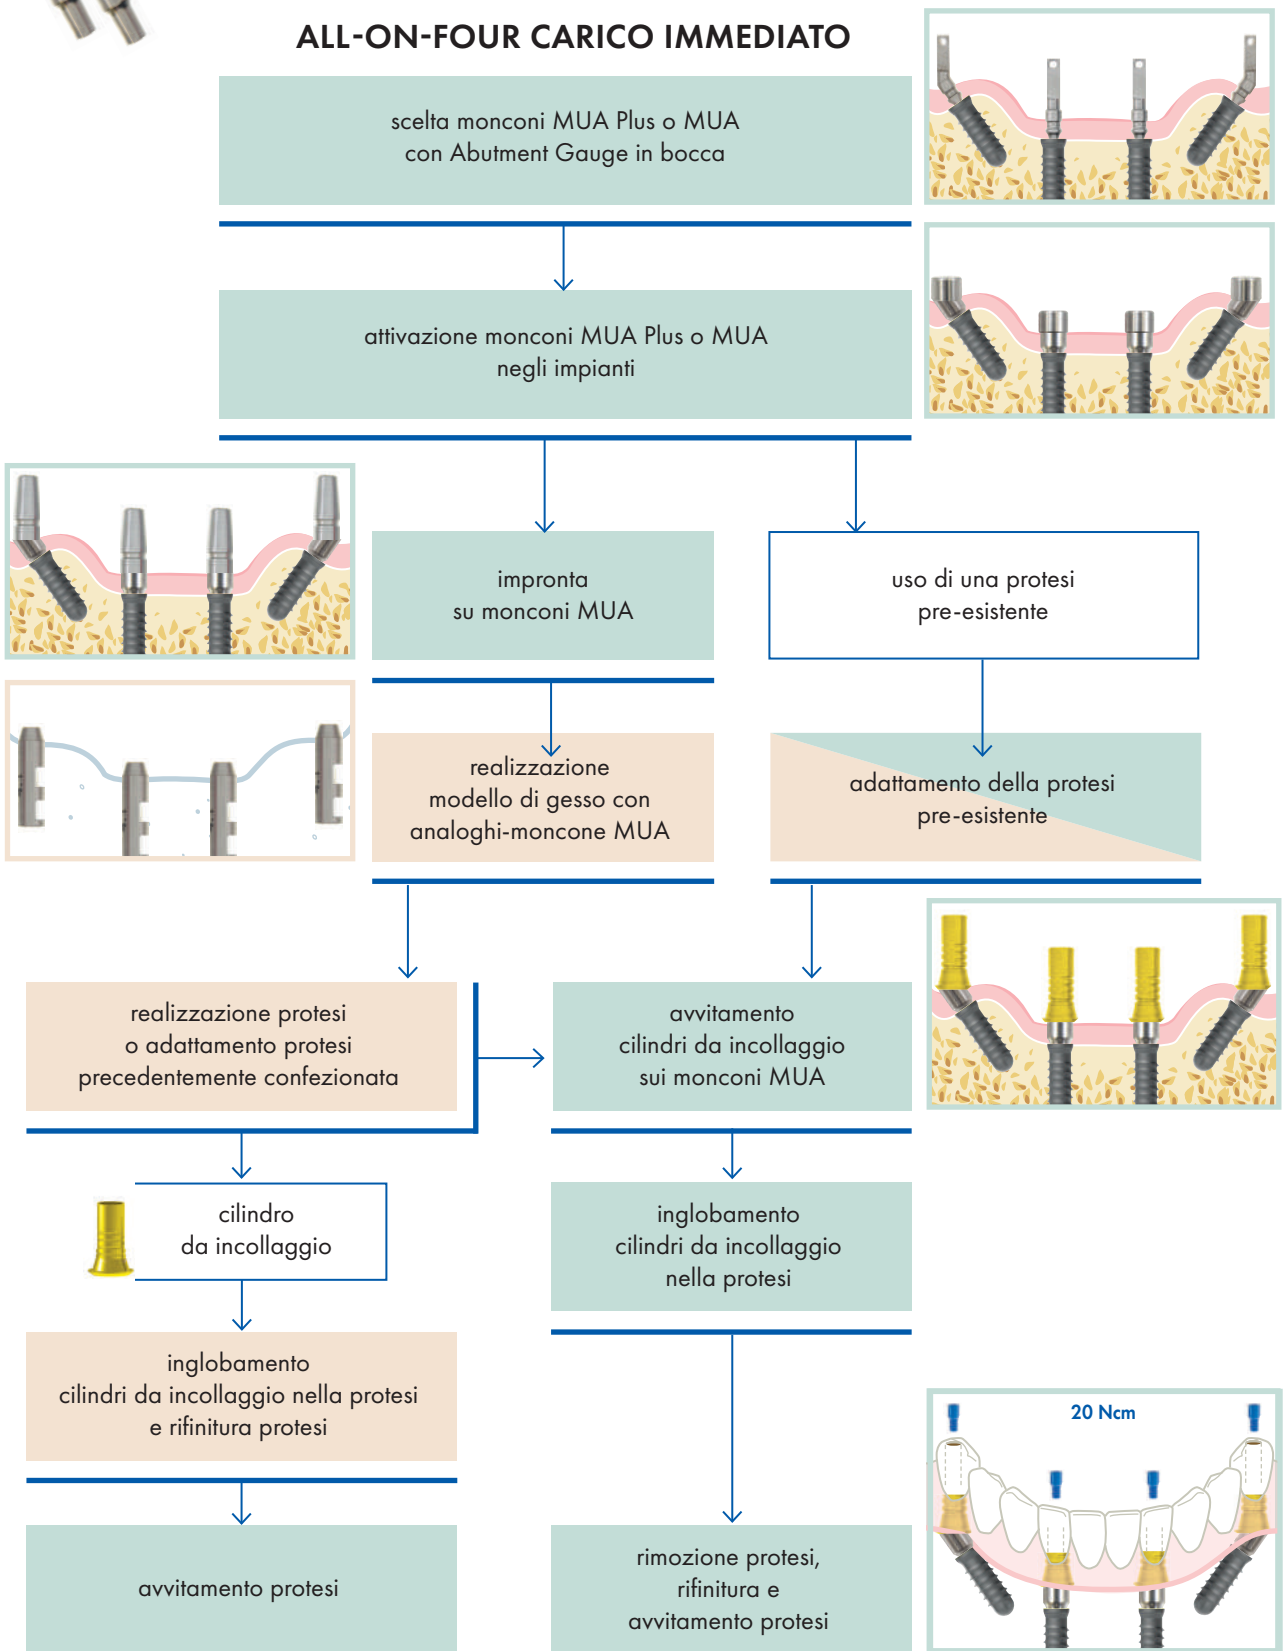 ALL-ON-FOUR CARICO IMMEDIATO
scelta monconi MUA Plus o MUA
con Abutment Gauge in bocca
attivazione monconi MUA Plus o MUA
negli impianti
impronta
su monconi MUA
uso di una protesi
pre-esistente
realizzazione
modello di gesso con
analoghi-moncone MUA
adattamento della protesi
pre-esistente
realizzazione protesi
o adattamento protesi
precedentemente confezionata
avvitamento
cilindri da incollaggio
sui monconi MUA
cilindro
da incollaggio
inglobamento
cilindri da incollaggio
nella protesi
inglobamento
cilindri da incollaggio nella protesi
e rifinitura protesi
20 Ncm
avvitamento protesi
rimozione protesi,
rifinitura e
avvitamento protesi